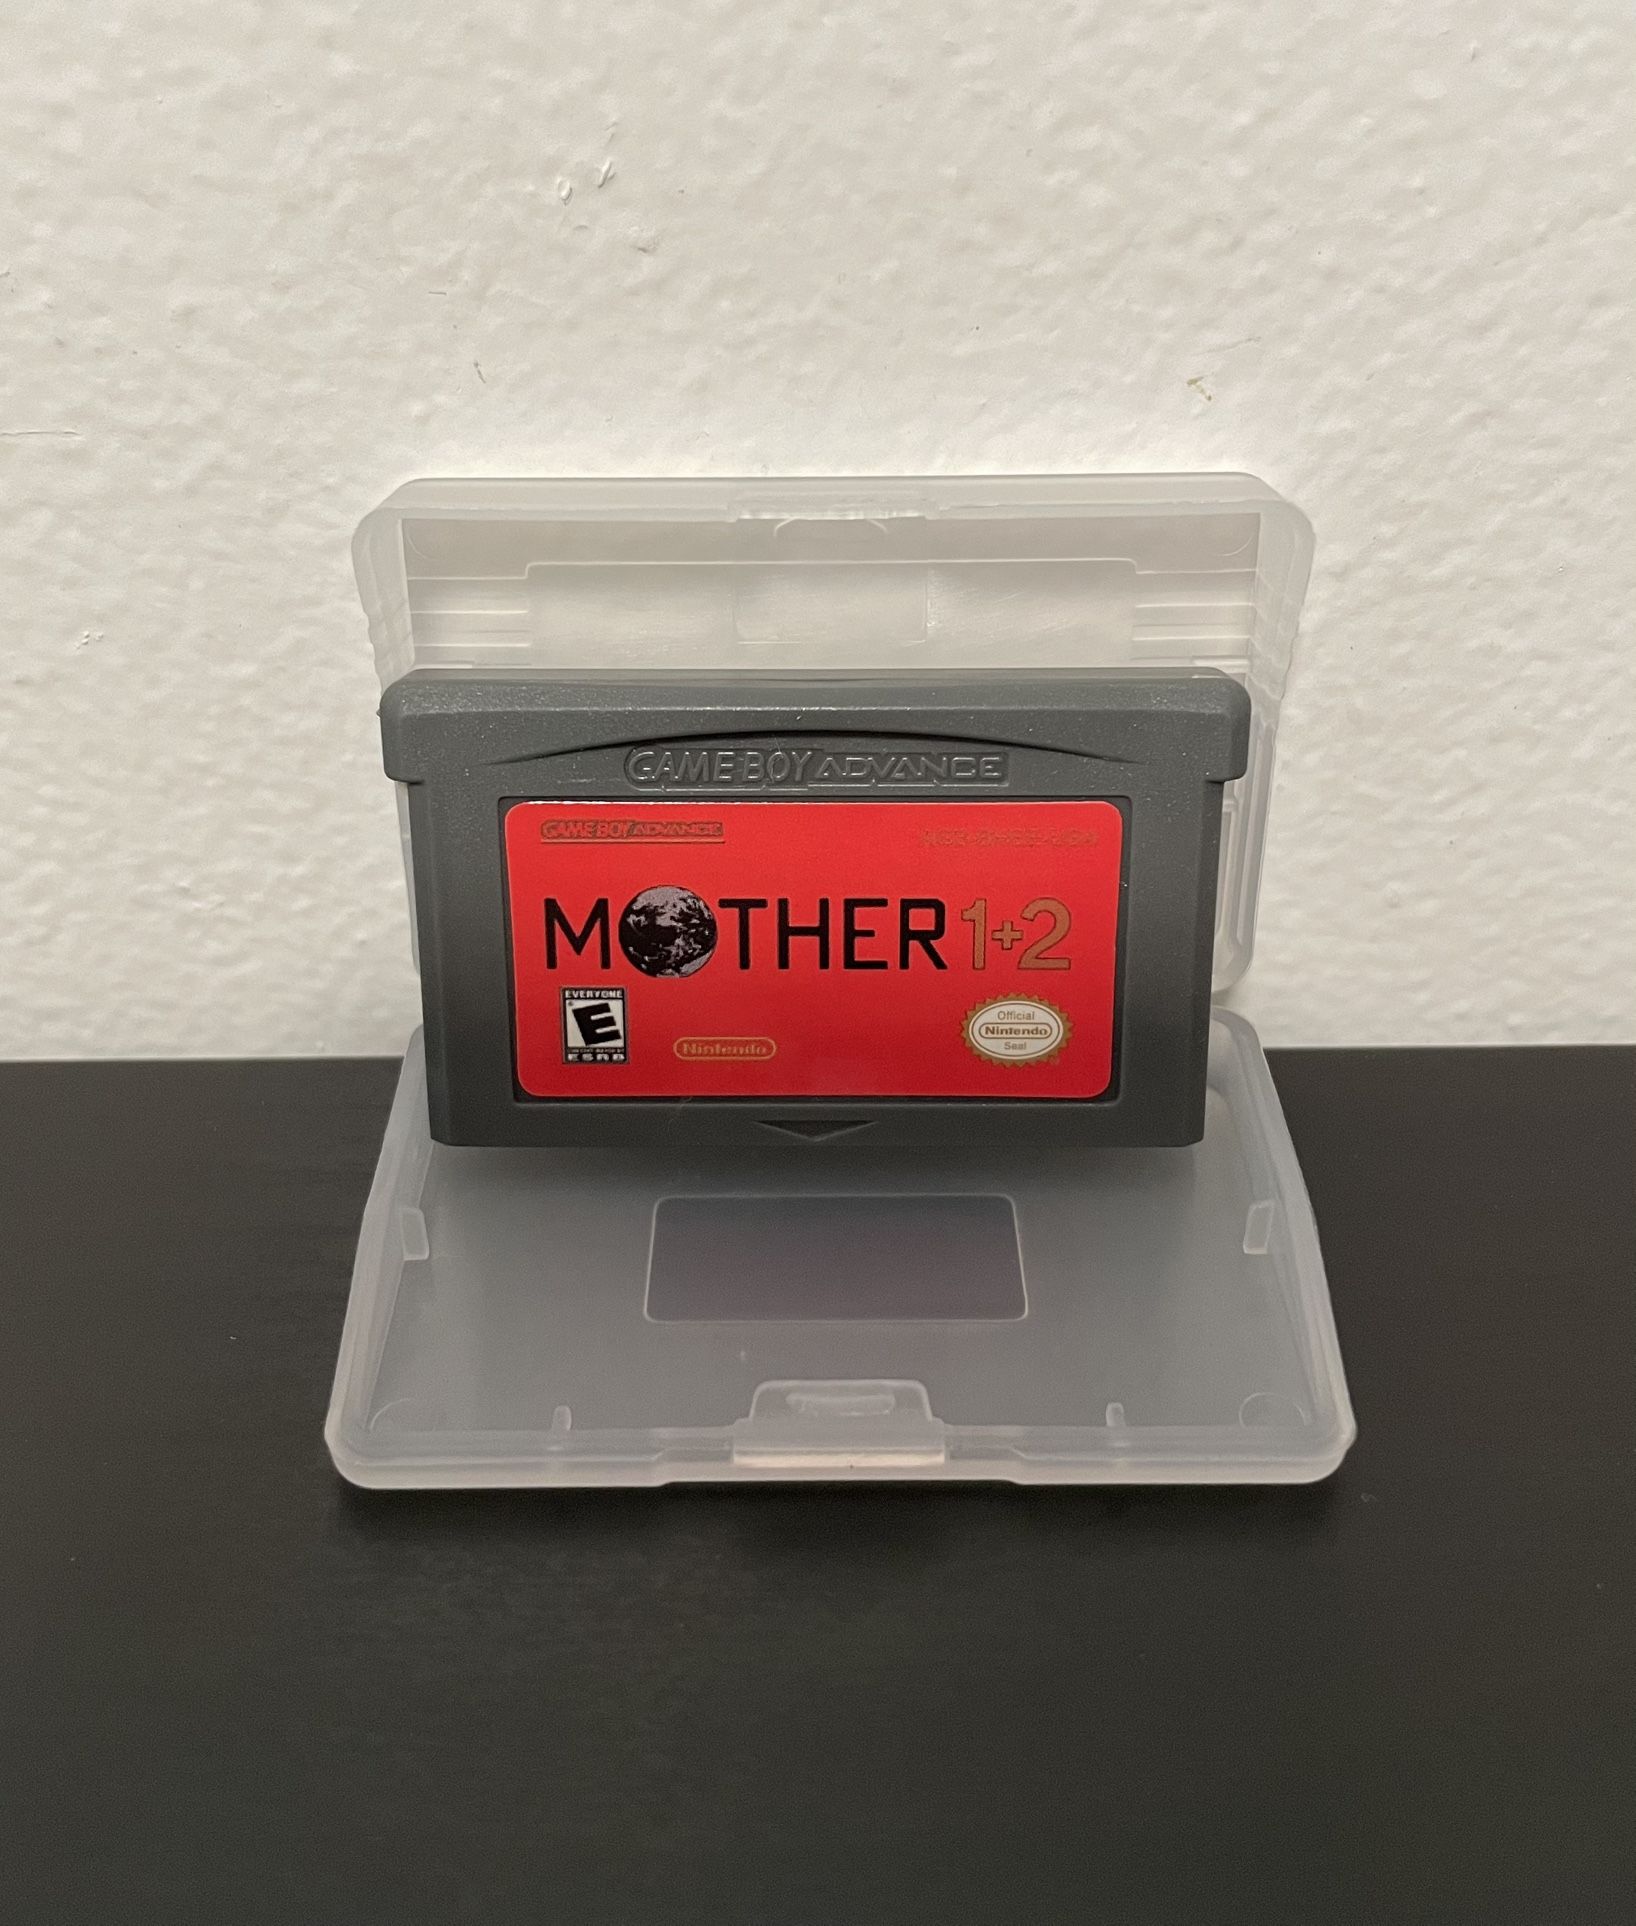 GAME BOY ADVANCE
GAME BOY ADVANCE
MOTHER 1+2
EVERYONE
E
ESRB
Nintendo
Official
Nintendo
Seal